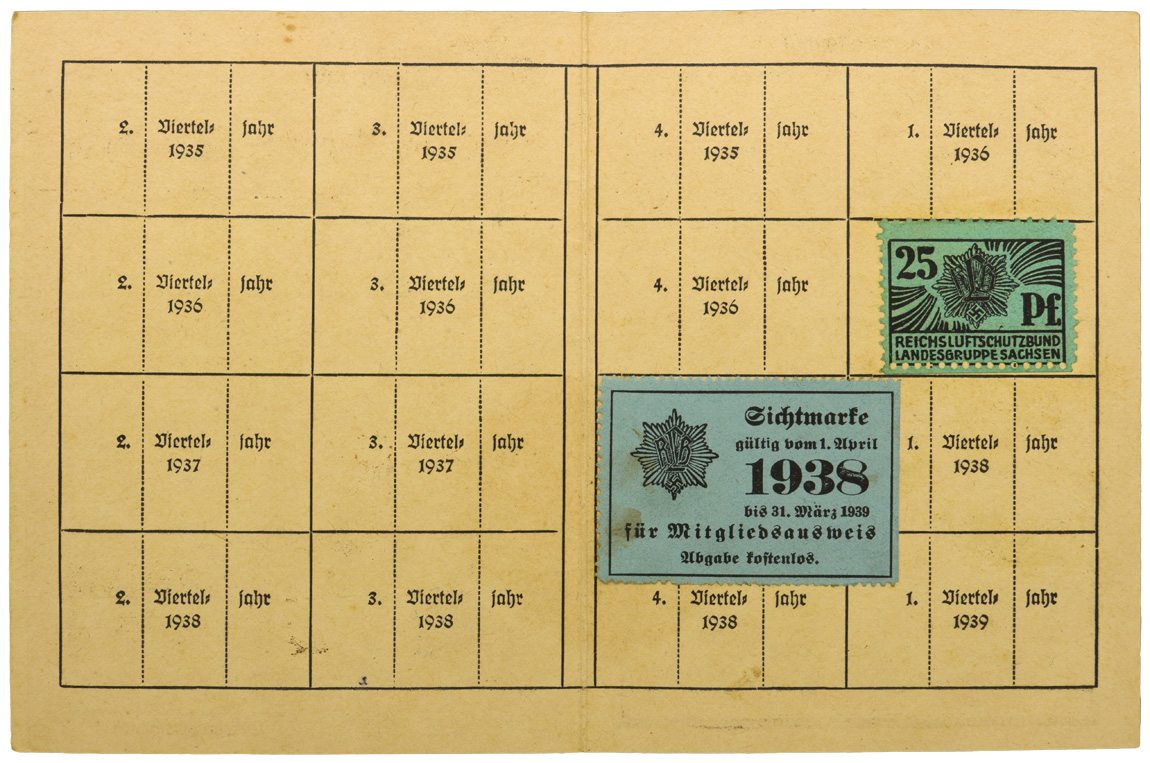 2. Viertel⸗ jahr
1935
3. Viertel⸗ jahr
1935
4. Viertel⸗ jahr
1935
1. Viertel⸗ jahr
1936
2. Viertel⸗ jahr
1936
3. Viertel⸗ jahr
1936
4. Viertel⸗ jahr
1936
25
RLB
Pf.
REICHSLUFTSCHUTZBUND
LANDESGRUPPE SACHSEN
2. Viertel⸗ jahr
1937
3. Viertel⸗ jahr
1937
RLB
Sichtmarke
gültig vom 1. April
1938
bis 31. März 1939
für Mitgliedsausweis
Abgabe kostenlos.
1. Viertel⸗ jahr
1938
2. Viertel⸗ jahr
1938
3. Viertel⸗ jahr
1938
4. Viertel⸗ jahr
1938
1. Viertel⸗ jahr
1939